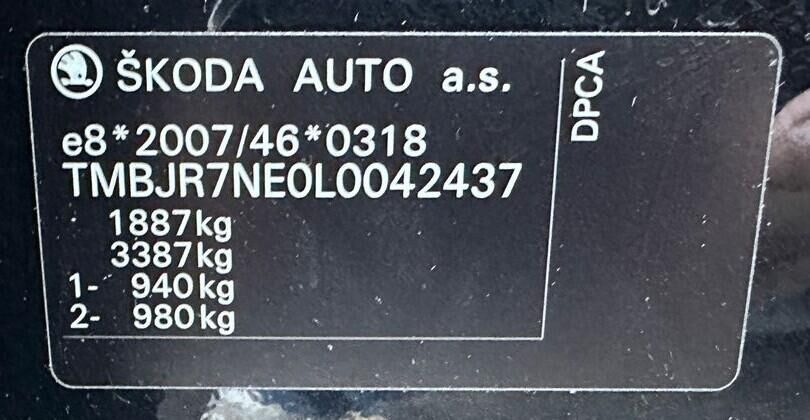 ŠKODA AUTO a.s.
e8*2007/46*0318
TMBJR7NE0L0042437
1887kg
3387kg
1- 940kg
2- 980kg
DPCA